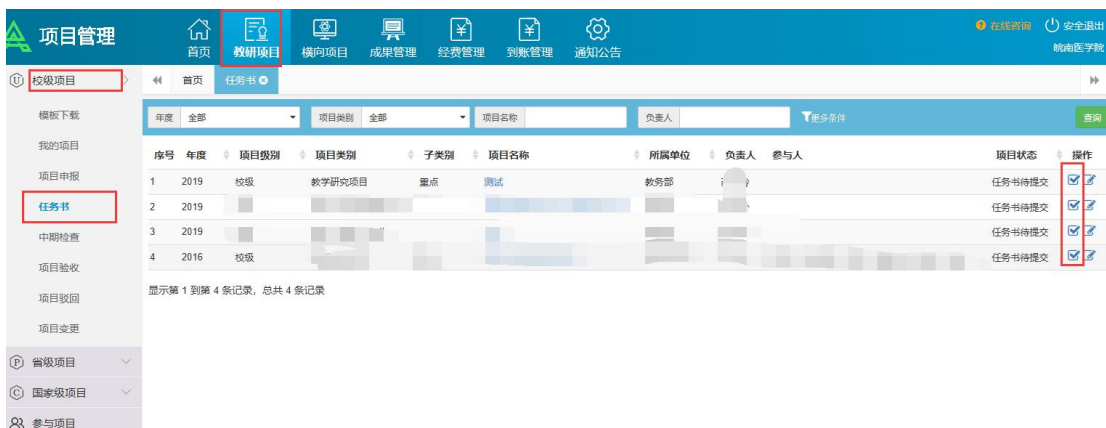 项目管理
首页
教研项目
横向项目
成果管理
经费管理
到账管理
通知公告
在线咨询
安全退出
皖南医学院
校级项目
首页
任务书
模板下载
我的项目
项目申报
任务书
中期检查
项目验收
项目驳回
项目变更
省级项目
国家级项目
参与项目
年度 全部 项目类别 全部 项目名称 负责人 更多条件 查询
序号 年度 项目级别 项目类别 子类别 项目名称 所属单位 负责人 参与人 项目状态 操作
1 2019 校级 教学研究项目 重点 测试 教务部 任务书待提交
2 2019 任务书待提交
3 2019 任务书待提交
4 2016 校级 任务书待提交
显示第 1 到第 4 条记录，总共 4 条记录